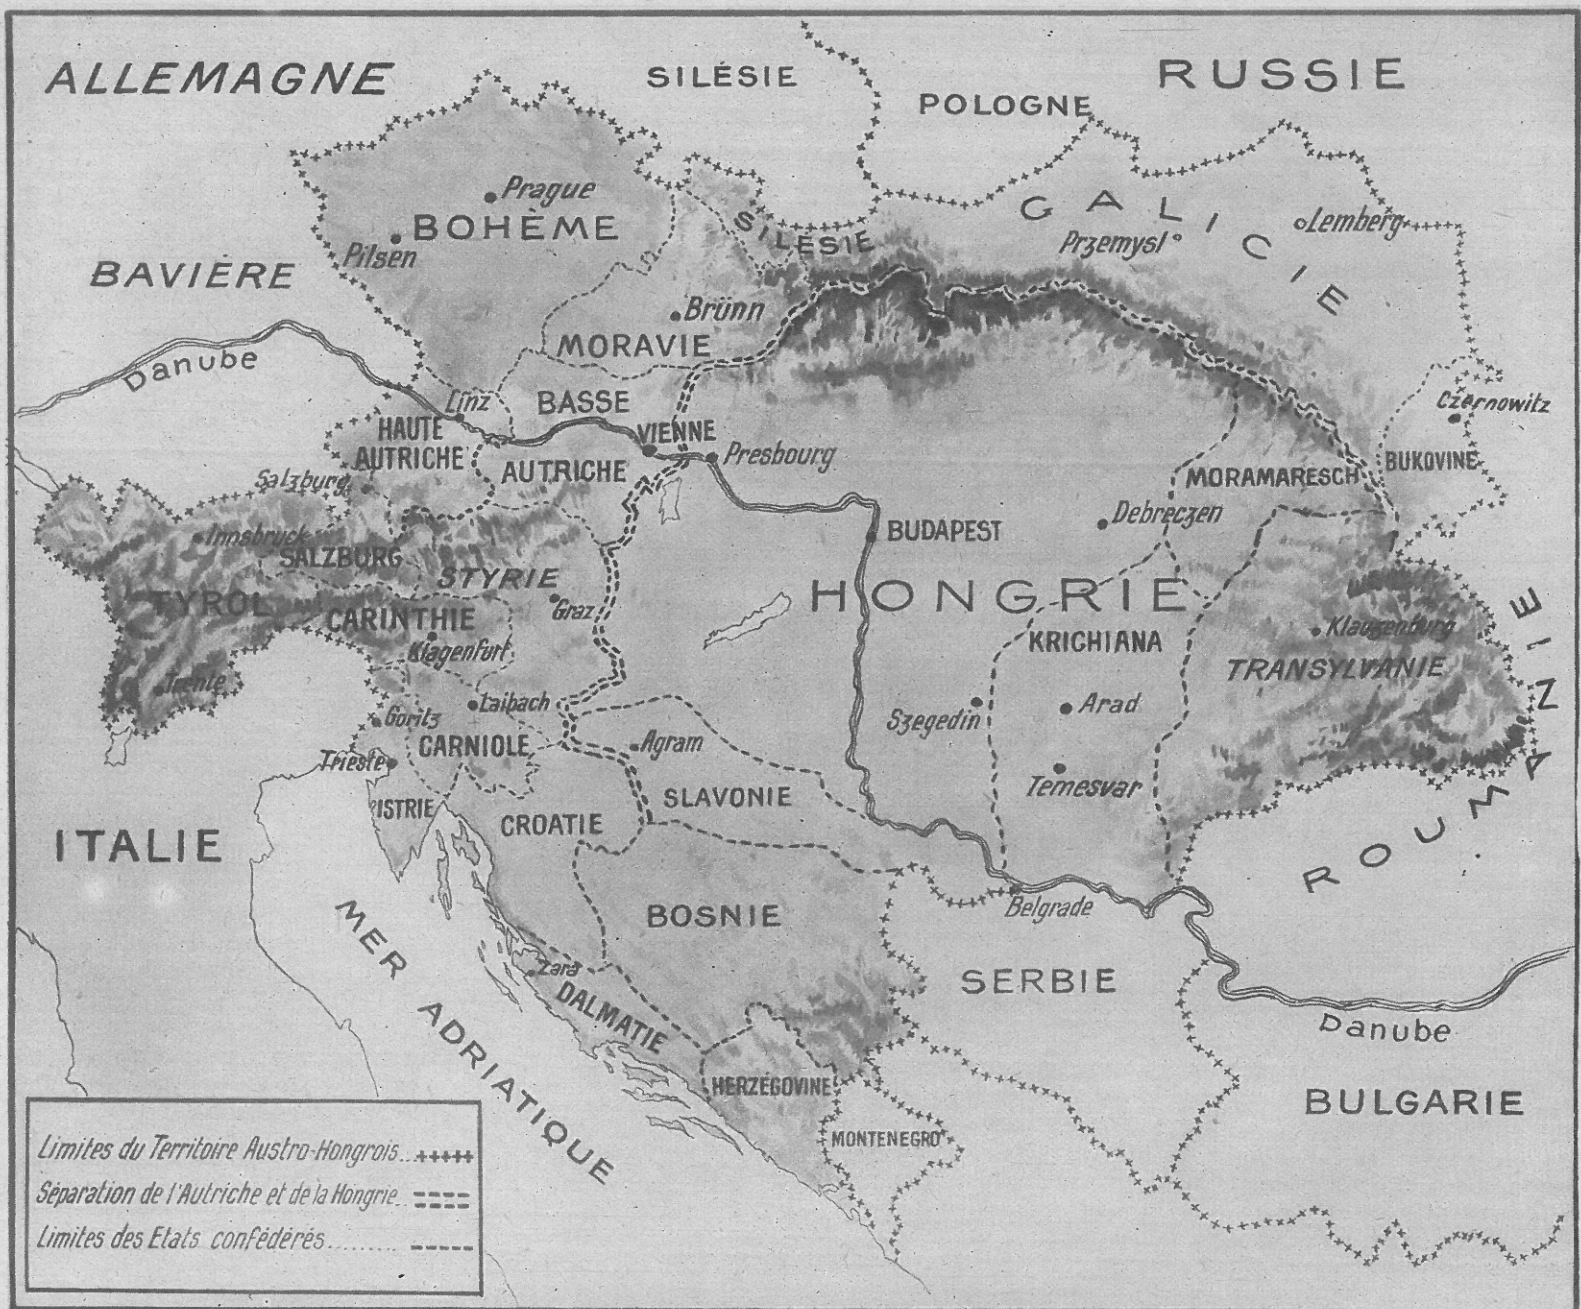 ALLEMAGNE
SILÉSIE
RUSSIE
POLOGNE
Prague
BOHÈME
Pilsen
SILÉSIE
GALICIE
Przemysl
Lemberg
BAVIÈRE
Brünn
MORAVIE
Danube
Linz
BASSE
AUTRICHE
HAUTE
AUTRICHE
VIENNE
Presbourg
Czernowitz
BUKOVINE
MORAMARESCH
Salzburg
Innsbruck
SALZBURG
STYRIE
BUDAPEST
Debreczen
TYROL
CARINTHIE
Graz
HONGRIE
Klagenfurt
KRICHIANA
Klauzenburg
TRANSYLVANIE
Trente
Laibach
Goritz
CARNIOLE
Agram
Szegedin
Arad
Trieste
Temesvar
ISTRIE
CROATIE
SLAVONIE
ITALIE
ROUMANIE
BOSNIE
Belgrade
MER ADRIATIQUE
Zara
DALMATIE
SERBIE
Danube
HERZÉGOVINE
MONTENEGRO
BULGARIE
Limites du Territoire Austro-Hongrois...+++++
Séparation de l'Autriche et de la Hongrie...
Limites des Etats confédérés.........